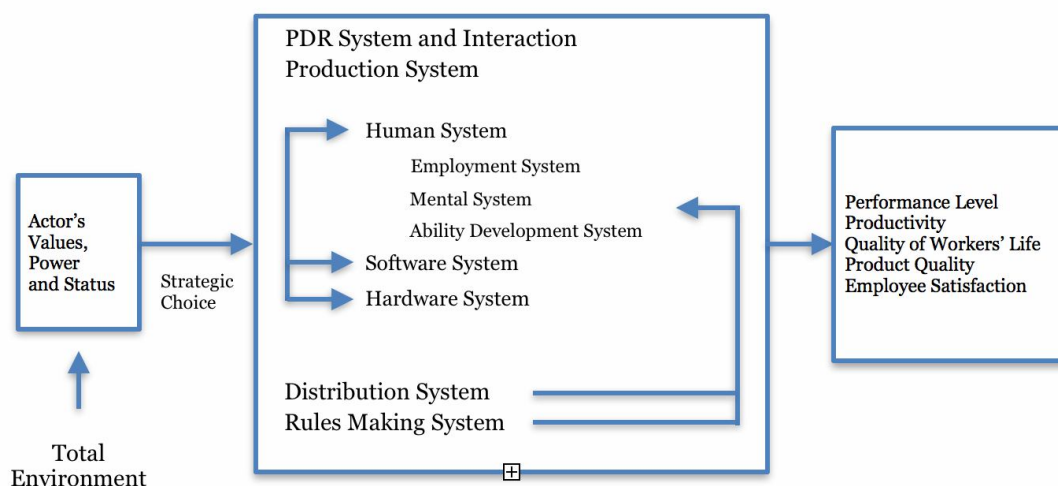 PDR System and Interaction
Production System
Human System
Employment System
Mental System
Ability Development System
Software System
Hardware System
Distribution System
Rules Making System
Actor’s
Values,
Power
and Status
Strategic
Choice
Total
Environment
Performance Level
Productivity
Quality of Workers’ Life
Product Quality
Employee Satisfaction